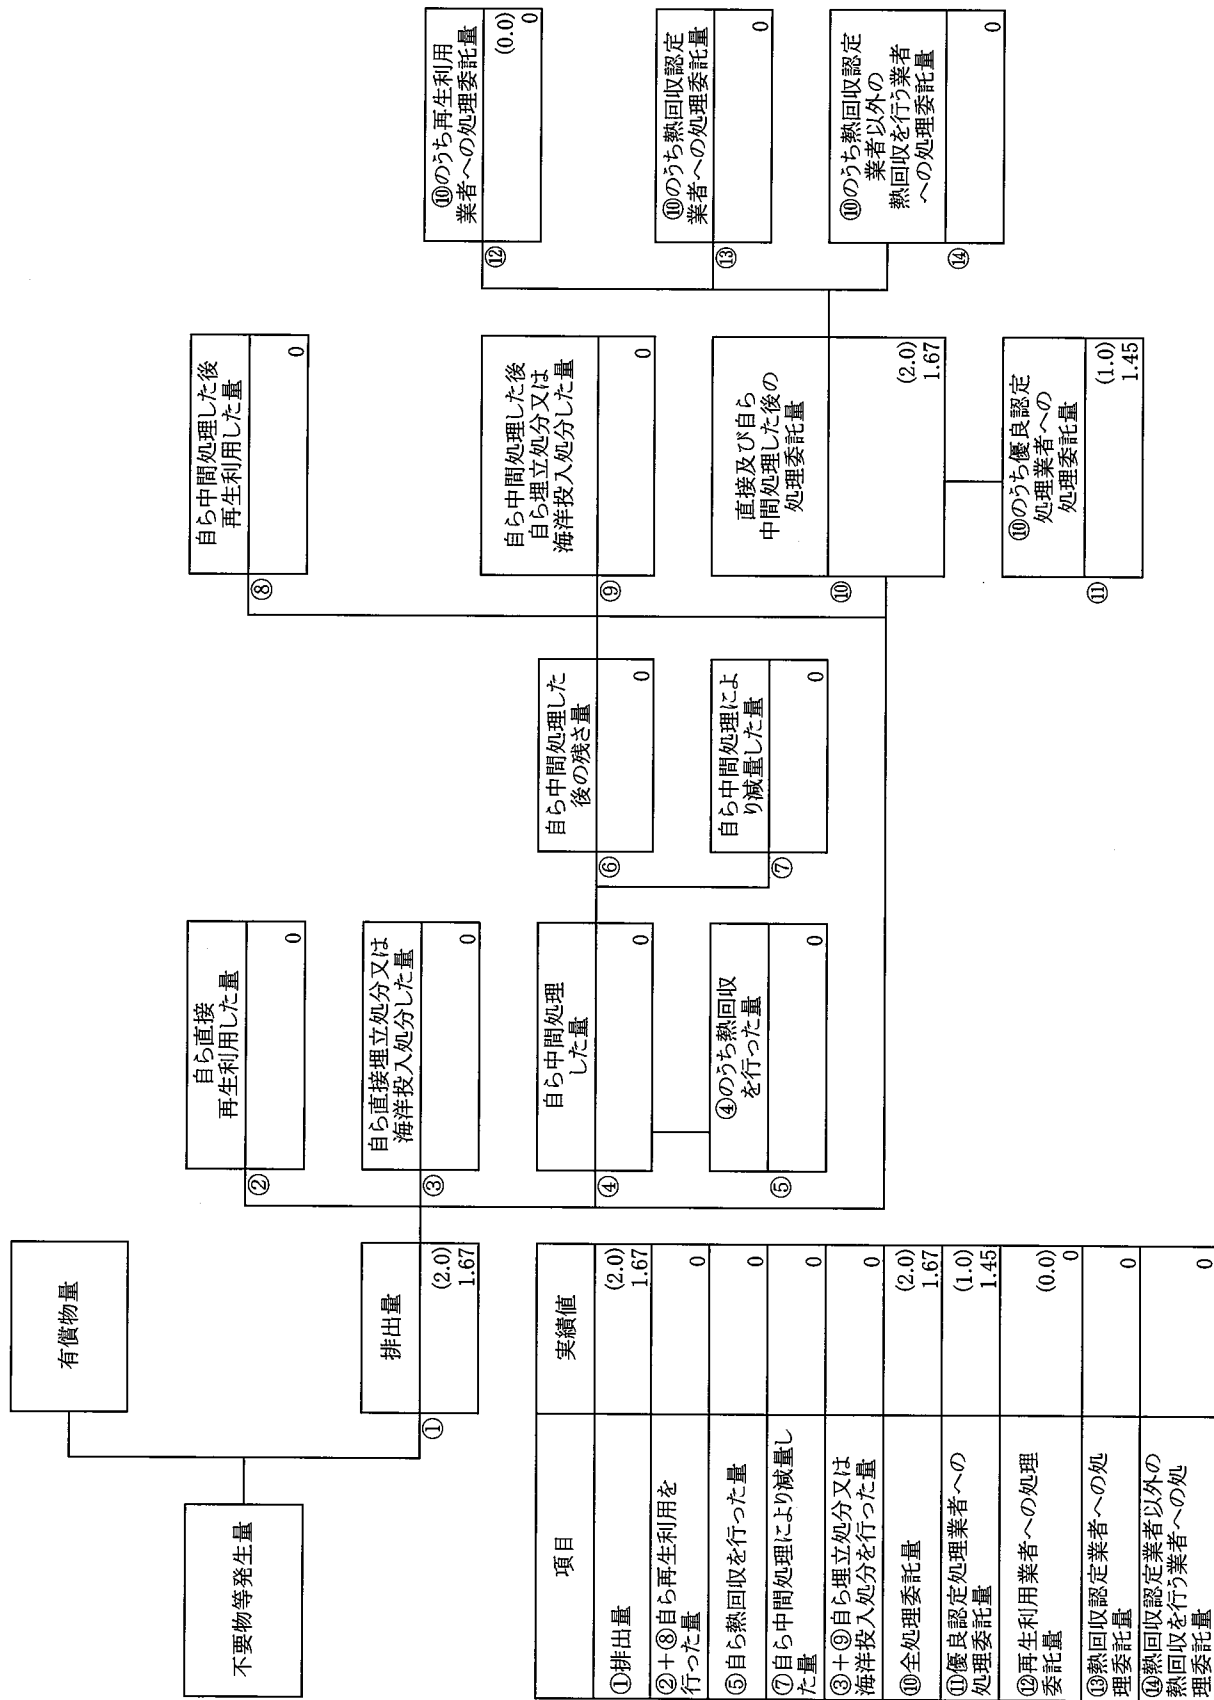 有償物量
不要物等発生量
排出量
(2.0)
1.67
①
自ら直接
再生利用した量
0
②
自ら直接埋立処分又は
海洋投入処分した量
0
③
自ら中間処理
した量
0
④
④のうち熱回収
を行った量
0
⑤
自ら中間処理した
後の残さ量
0
⑥
自ら中間処理によ
り減量した量
0
⑦
自ら中間処理した後
再生利用した量
0
⑧
自ら中間処理した後
自ら埋立処分又は
海洋投入処分した量
0
⑨
直接及び自ら
中間処理した後の
処理委託量
(2.0)
1.67
⑩
⑩のうち優良認定
処理業者への
処理委託量
(1.0)
1.45
⑪
⑩のうち再生利用
業者への処理委託量
(0.0)
0
⑫
⑩のうち熱回収認定
業者への処理委託量
0
⑬
⑩のうち熱回収認定
業者以外の
熱回収を行う業者
への処理委託量
0
⑭
項目
実績値
①排出量
(2.0)
1.67
②+⑧自ら再生利用を
行った量
0
⑤自ら熱回収を行った量
0
⑦自ら中間処理により減量し
た量
0
③+⑨自ら埋立処分又は
海洋投入処分を行った量
0
⑩全処理委託量
(2.0)
1.67
⑪優良認定処理業者への
処理委託量
(1.0)
1.45
⑫再生利用業者への処理
委託量
(0.0)
0
⑬熱回収認定業者への処
理委託量
0
⑭熱回収認定業者以外の
熱回収を行う業者への処
理委託量
0